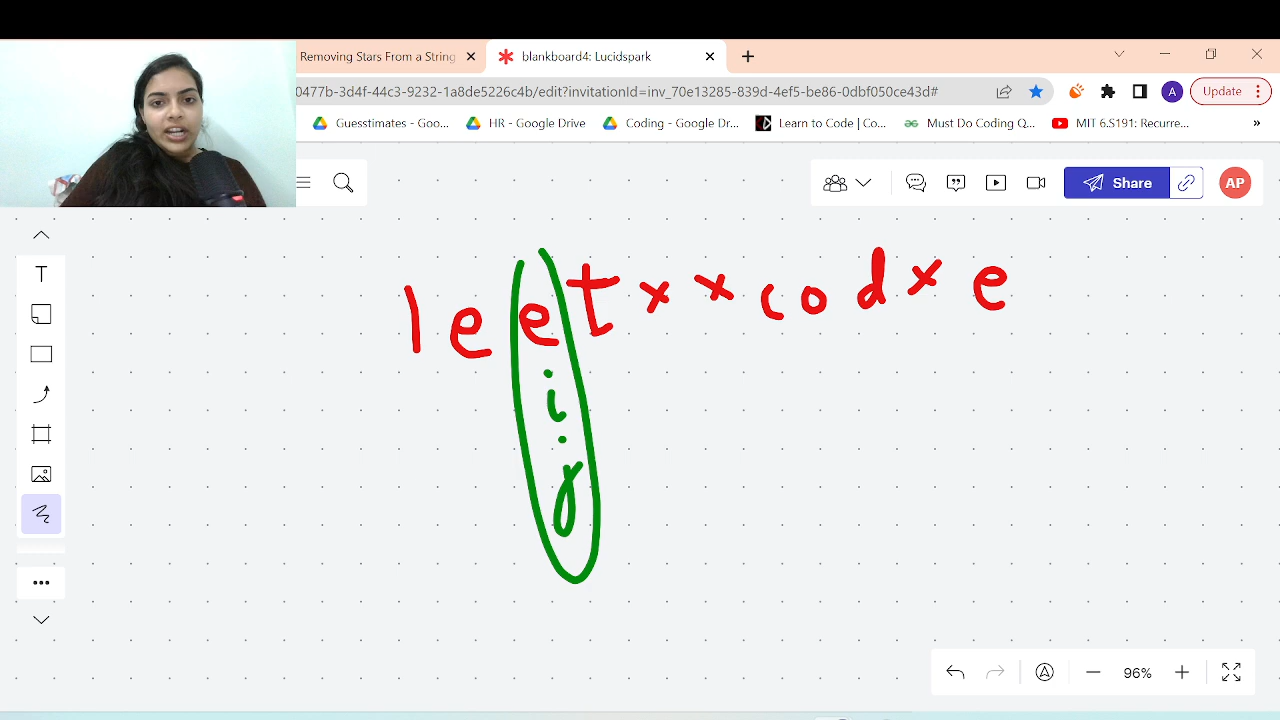 Removing Stars From a String
blankboard4: Lucidspark
0477b-3d4f-44c3-9232-1a80e5226c4b/edit?invitationId=inv_70e13285-839d-4ef5-be86-0dbf050ce43d#
A
Update
Guesstimates - Goo...
HR - Google Drive
Coding - Google Dr...
Learn to Code | Co...
Must Do Coding Q...
MIT 6.S191: Recurre...
»
Share
AP
T
leetxxcodxe
i
j
96%